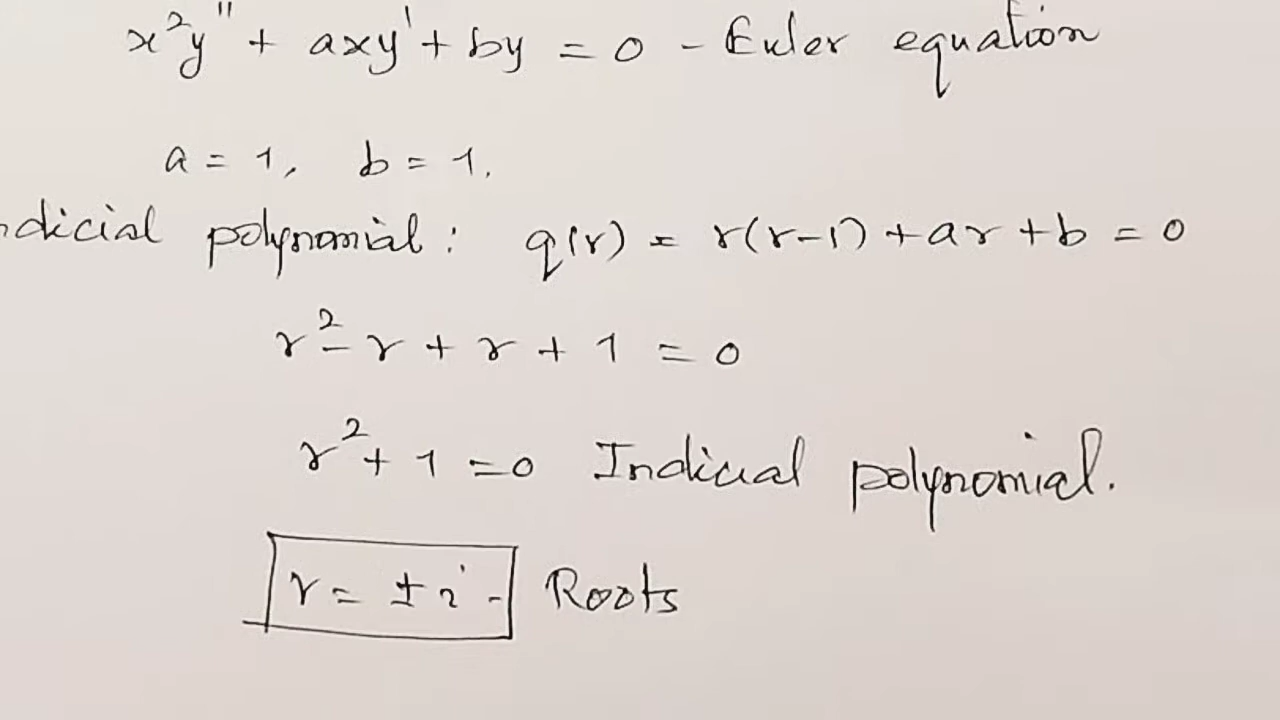 x²y'' + axy' + by = 0 - Euler equation
a = 1, b = 1.
ndicial polynomial: q(r) = r(r-1) + ar + b = 0
r² - r + r + 1 = 0
r² + 1 = 0 Indicial polynomial.
r = ± i - Roots